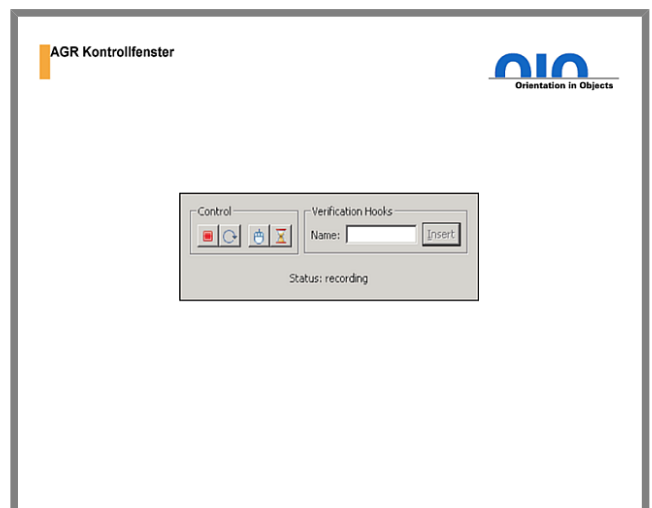 AGR Kontrollfenster
Orientation in Objects
Control
Verification Hooks
Name:
Insert
Status: recording